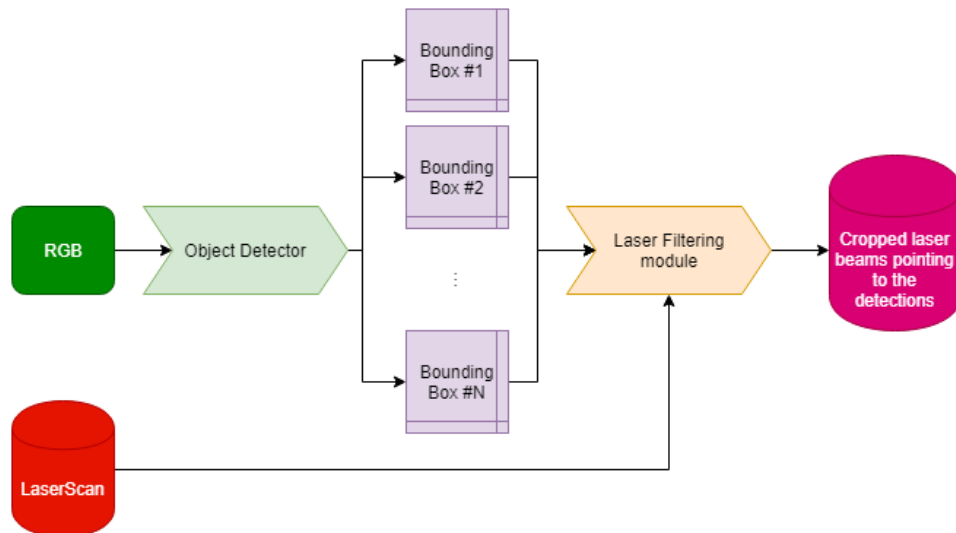 Bounding
Box #1
Bounding
Box #2
RGB
Object Detector
Laser Filtering
module
Cropped laser
beams pointing
to the
detections
...
Bounding
Box #N
LaserScan